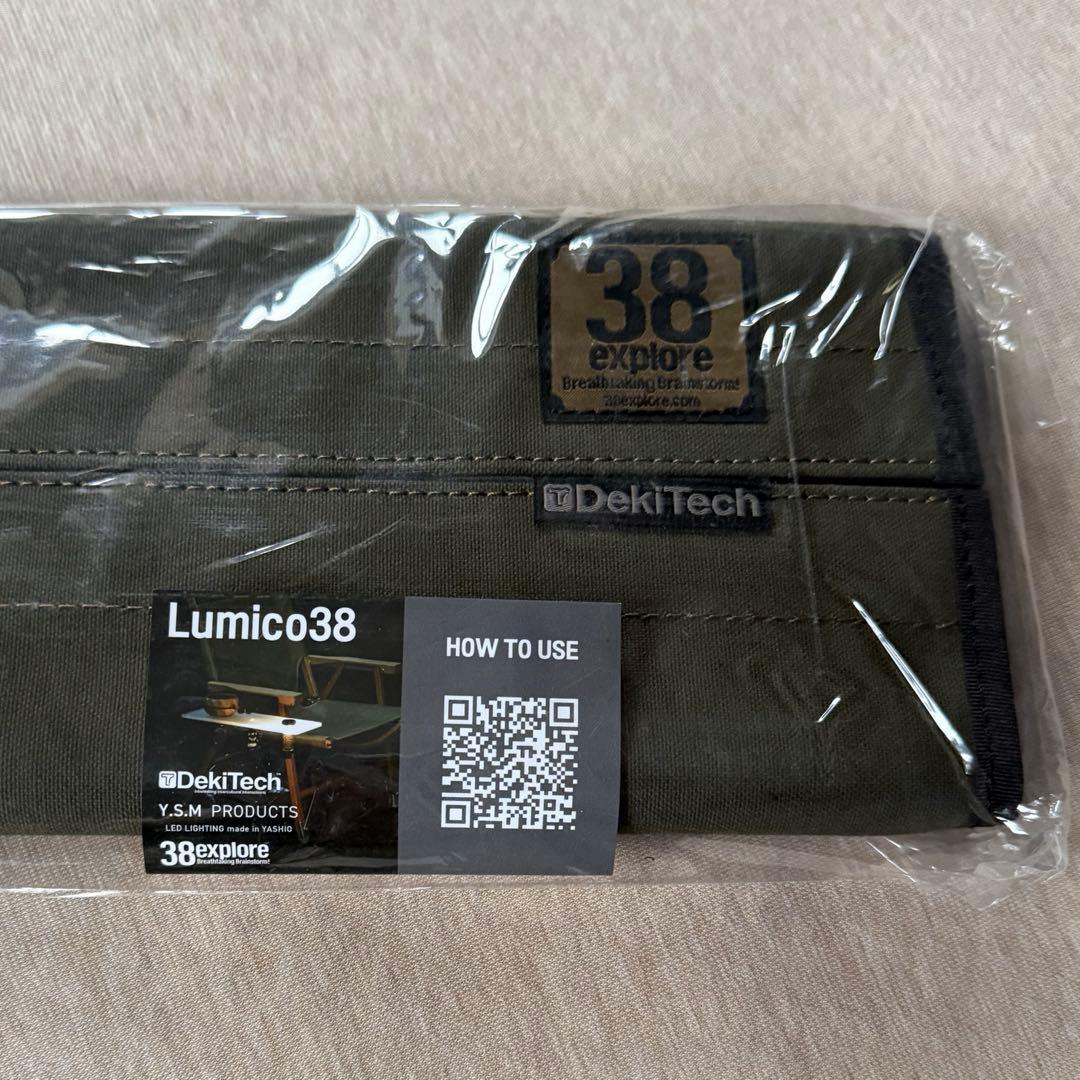 38
explore
Breathtaking Brainstorm!
38explore.com
DekiTech
Lumico38
HOW TO USE
DekiTech
Y.S.M PRODUCTS
LED LIGHTING made in YASHIO
38explore
Breathtaking Brainstorm!